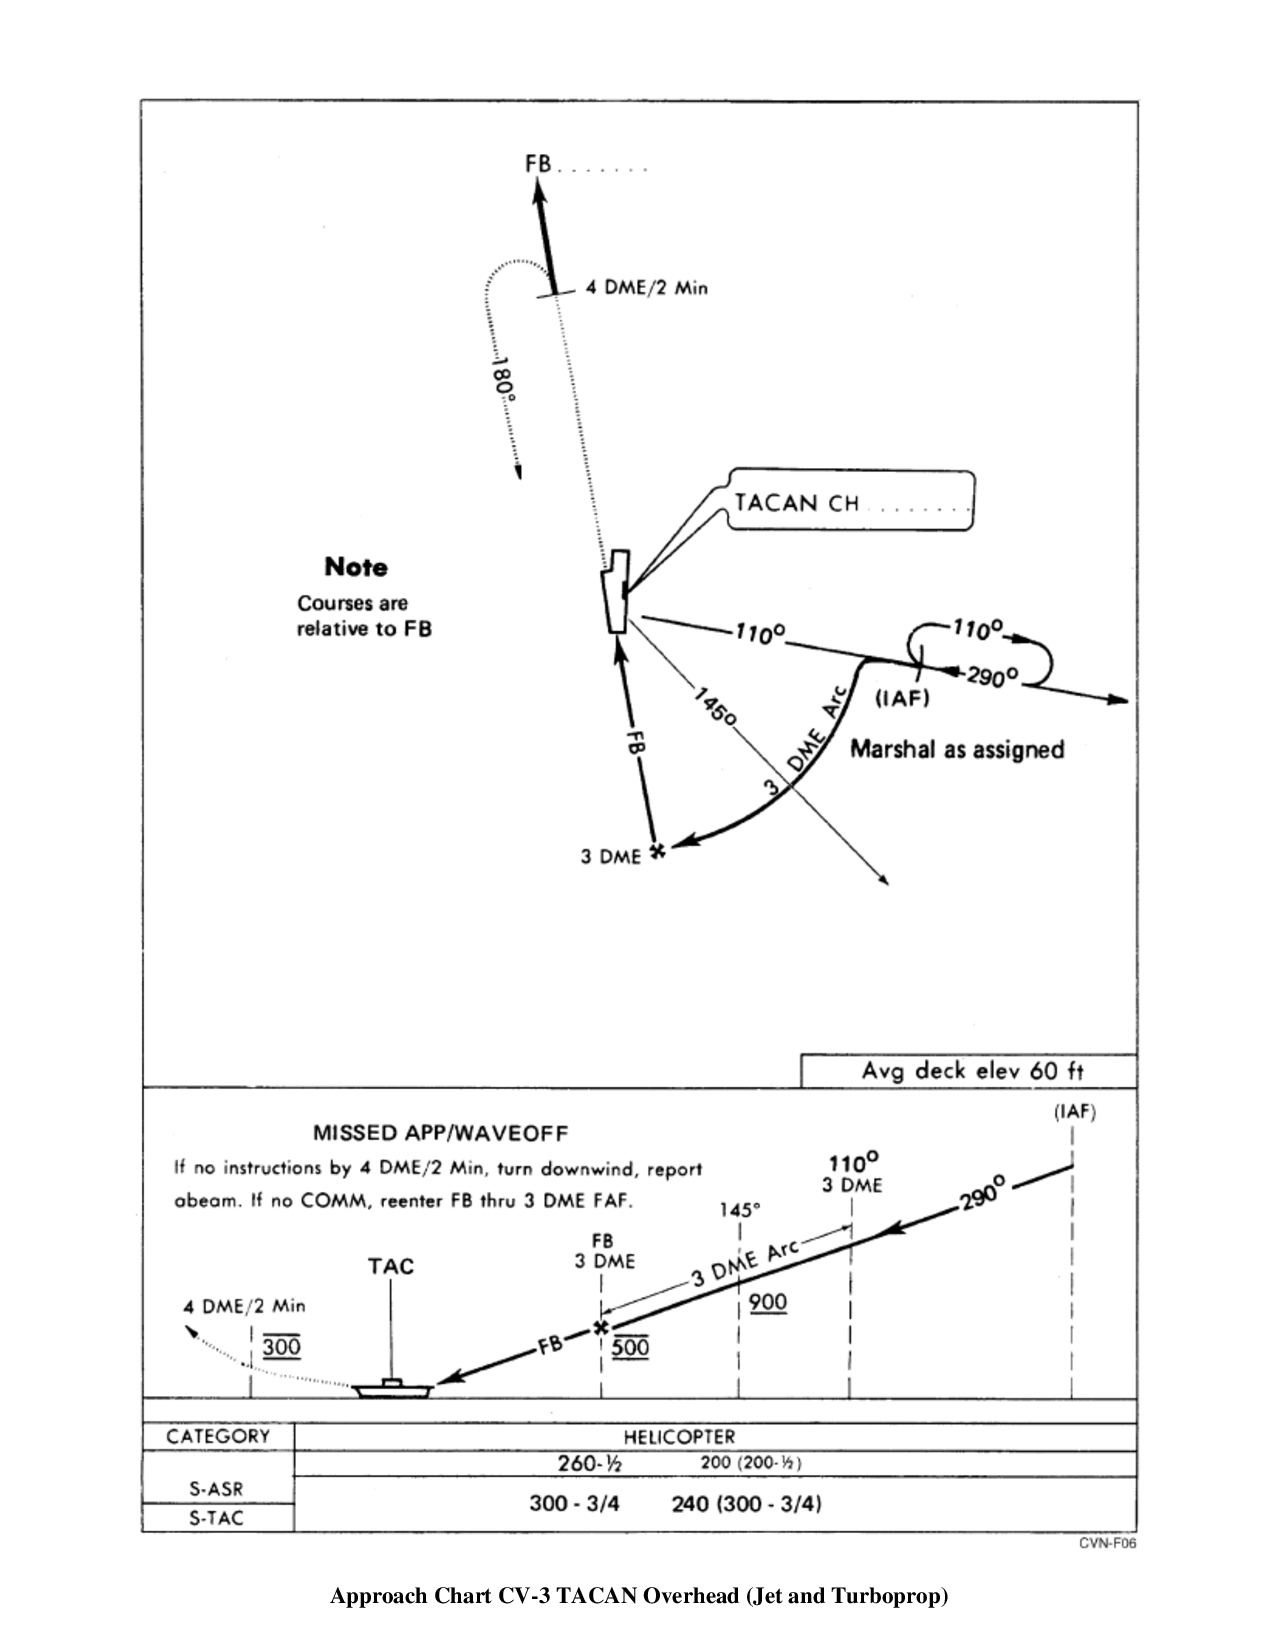 FB . . . . . . .
4 DME/2 Min
180°
TACAN CH . . . . . . . .
Note
Courses are
relative to FB
110°
110°
290°
(IAF)
145°
3 DME Arc
Marshal as assigned
FB
3 DME
Avg deck elev 60 ft
(IAF)
MISSED APP/WAVEOFF
If no instructions by 4 DME/2 Min, turn downwind, report
abeam. If no COMM, reenter FB thru 3 DME FAF.
110°
3 DME
290°
145°
FB
3 DME
3 DME Arc
TAC
4 DME/2 Min
900
300
FB
500
CATEGORY HELICOPTER
260-½ 200 (200-½)
S-ASR
300 - 3/4 240 (300 - 3/4)
S-TAC
CVN-F06
Approach Chart CV-3 TACAN Overhead (Jet and Turboprop)